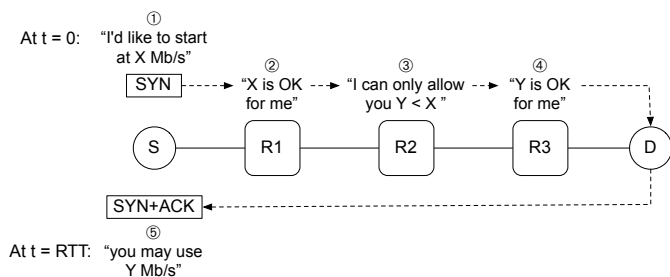 ①
At t = 0: "I'd like to start
at X Mb/s"
SYN
②
"X is OK
for me"
③
"I can only allow
you Y < X "
④
"Y is OK
for me"
S
R1
R2
R3
D
SYN+ACK
⑤
At t = RTT: "you may use
Y Mb/s"